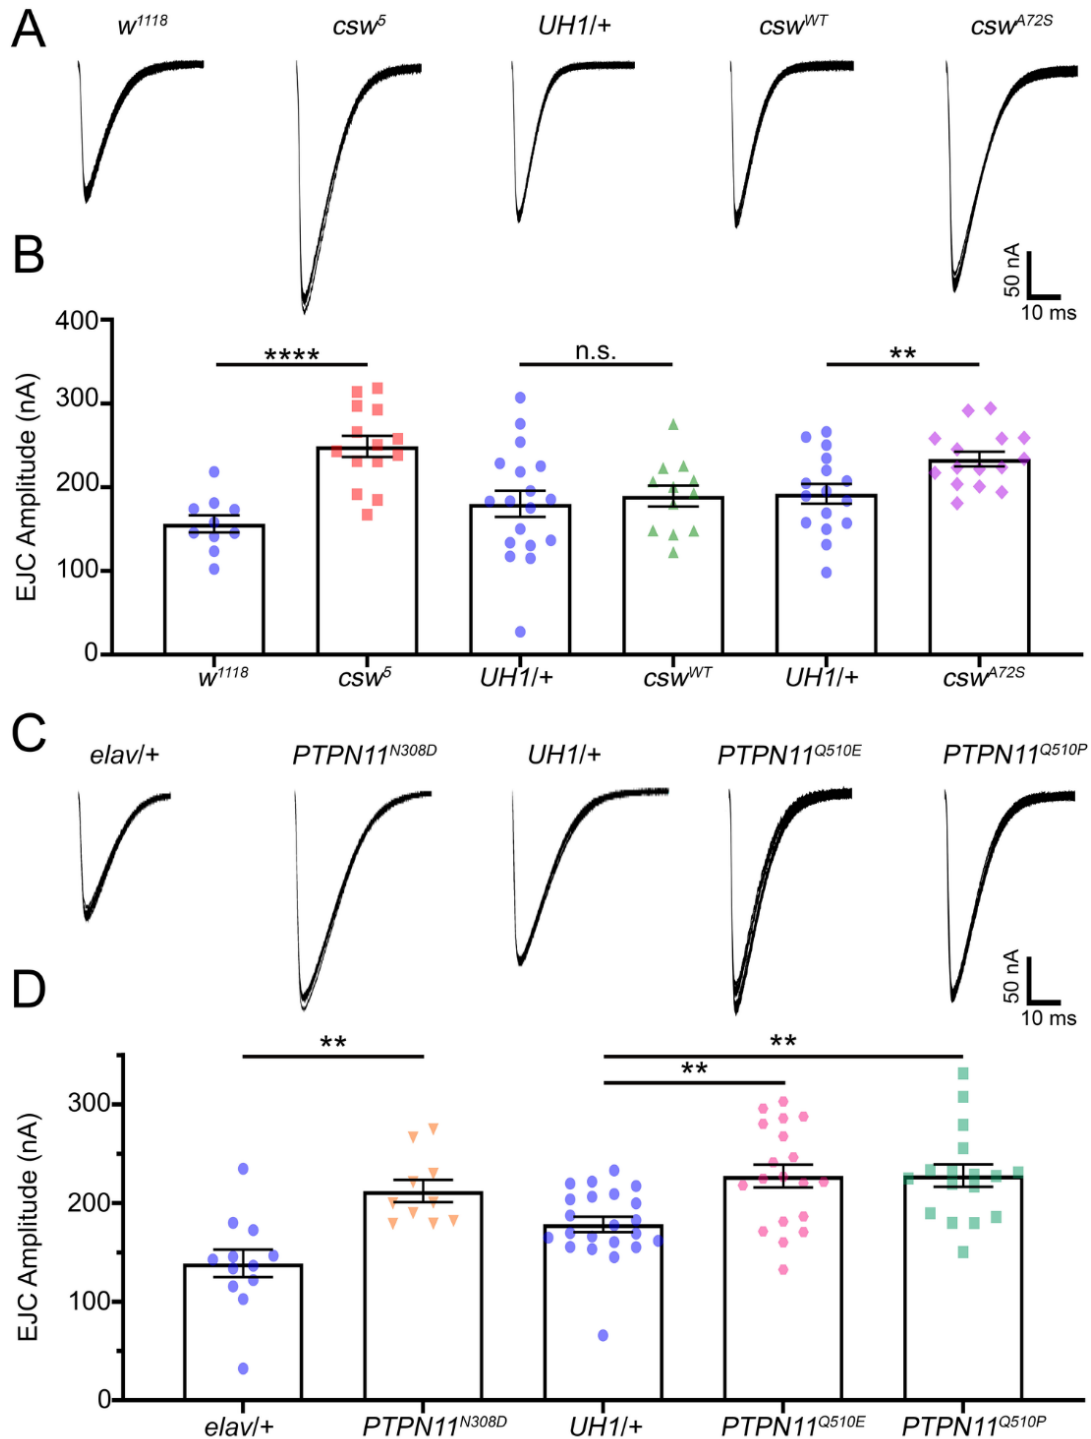 A
w1118 csw5 UH1/+ cswWT cswA72S
50 nA
10 ms
B
EJC Amplitude (nA)
400
300
200
100
0
**** n.s. **
w1118 csw5 UH1/+ cswWT UH1/+ cswA72S
C
elav/+ PTPN11N308D UH1/+ PTPN11Q510E PTPN11Q510P
50 nA
10 ms
D
EJC Amplitude (nA)
300
200
100
0
** ** **
elav/+ PTPN11N308D UH1/+ PTPN11Q510E PTPN11Q510P